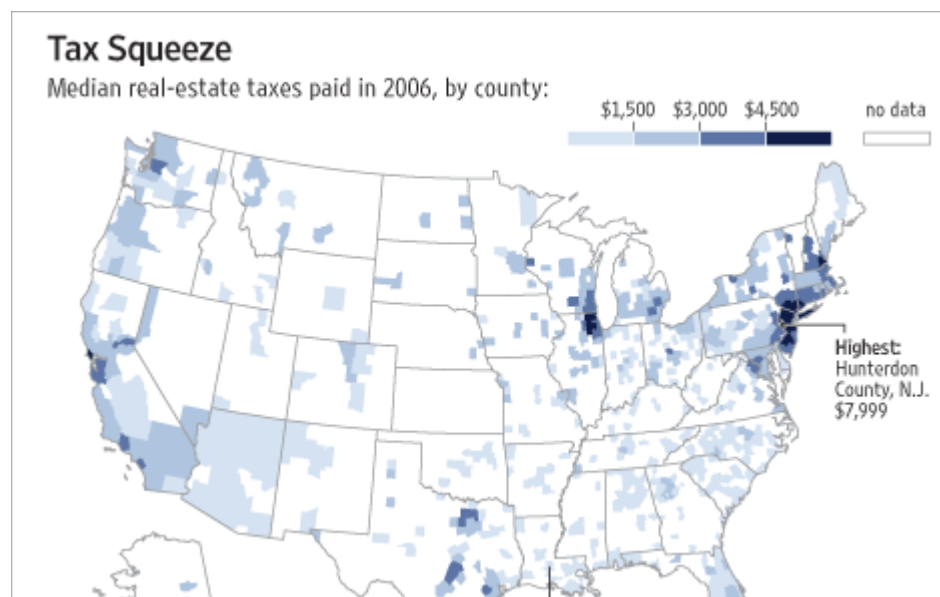 Tax Squeeze
Median real-estate taxes paid in 2006, by county:
$1,500 $3,000 $4,500 no data
Highest:
Hunterdon
County, N.J.
$7,999